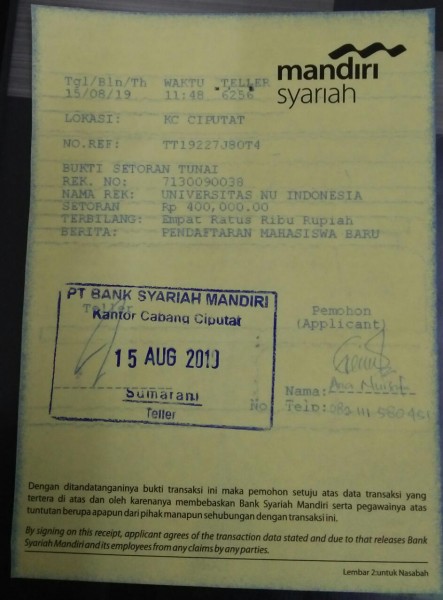 mandiri
syariah
Tgl/Bln/Th WAKTU TELLER
15/08/19 11:48 6256
LOKASI: KC CIPUTAT
NO.REF: TT19227J80T4
BUKTI SETORAN TUNAI
REK. NO: 7130090038
NAMA REK: UNIVERSITAS NU INDONESIA
SETORAN Rp 400,000.00
TERBILANG: Empat Ratus Ribu Rupiah
BERITA: PENDAFTARAN MAHASISWA BARU
Teller Pemohon
(Applicant)
PT BANK SYARIAH MANDIRI
Kantor Cabang Ciputat
15 AUG 2019
Sumarani
Teller
Nama:
No Telp:
Dengan ditandatanganinya bukti transaksi ini maka pemohon setuju atas data transaksi yang
tertera di atas dan oleh karenanya membebaskan Bank Syariah Mandiri serta pegawainya atas
tuntutan berupa apapun dari pihak manapun sehubungan dengan transaksi ini.
By signing on this receipt, applicant agrees of the transaction data stated and due to that releases Bank
Syariah Mandiri and its employees from any claims by any parties.
Lembar 2:untuk Nasabah